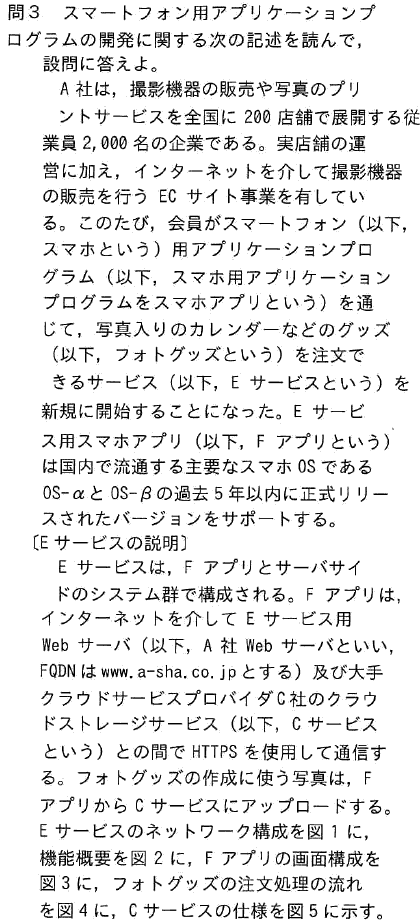 問3　スマートフォン用アプリケーションプ
ログラムの開発に関する次の記述を読んで，
設問に答えよ。
A 社は，撮影機器の販売や写真のプリ
ントサービスを全国に 200 店舗で展開する従
業員 2,000 名の企業である。実店舗の運
営に加え，インターネットを介して撮影機器
の販売を行う EC サイト事業を有してい
る。このたび，会員がスマートフォン（以下，
スマホという）用アプリケーションプロ
グラム（以下，スマホ用アプリケーション
プログラムをスマホアプリという）を通
じて，写真入りのカレンダーなどのグッズ
（以下，フォトグッズという）を注文で
きるサービス（以下，E サービスという）を
新規に開始することになった。E サービ
ス用スマホアプリ（以下，F アプリという）
は国内で流通する主要なスマホ OS である
OS-αと OS-βの過去 5 年以内に正式リリー
スされたバージョンをサポートする。
〔E サービスの説明〕
E サービスは，F アプリとサーバサイ
ドのシステム群で構成される。F アプリは，
インターネットを介して E サービス用
Web サーバ（以下，A 社 Web サーバといい，
FQDN は www.a-sha.co.jp とする）及び大手
クラウドサービスプロバイダ C 社のクラウ
ドストレージサービス（以下，C サービス
という）との間で HTTPS を使用して通信す
る。フォトグッズの作成に使う写真は，F
アプリから C サービスにアップロードする。
E サービスのネットワーク構成を図 1 に，
機能概要を図 2 に，F アプリの画面構成を
図 3 に，フォトグッズの注文処理の流れ
を図 4 に，C サービスの仕様を図 5 に示す。